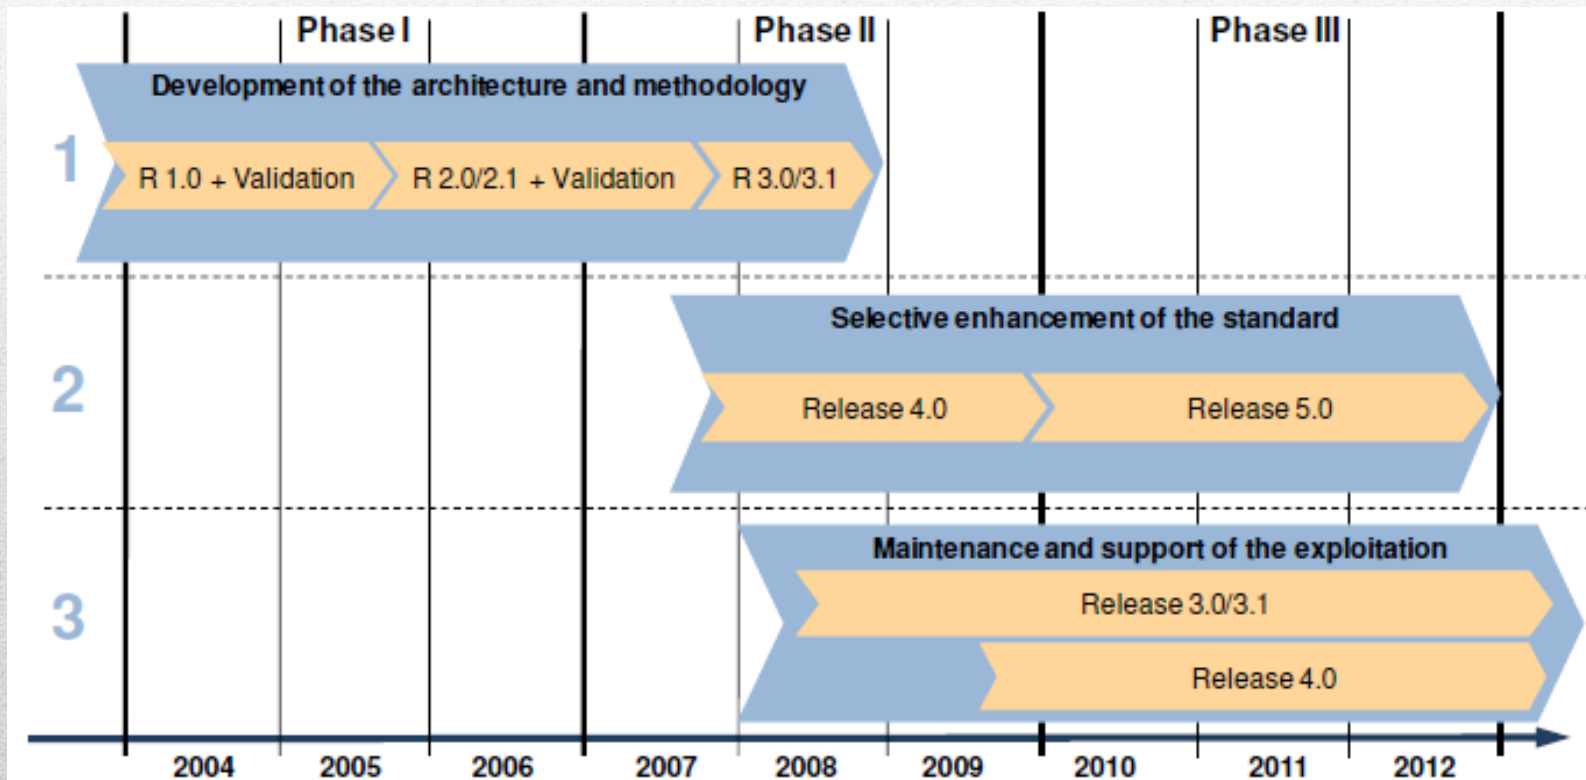 Phase I Phase II Phase III
Development of the architecture and methodology
1
R 1.0 + Validation R 2.0/2.1 + Validation R 3.0/3.1
Selective enhancement of the standard
2
Release 4.0 Release 5.0
Maintenance and support of the exploitation
3
Release 3.0/3.1
Release 4.0
2004 2005 2006 2007 2008 2009 2010 2011 2012